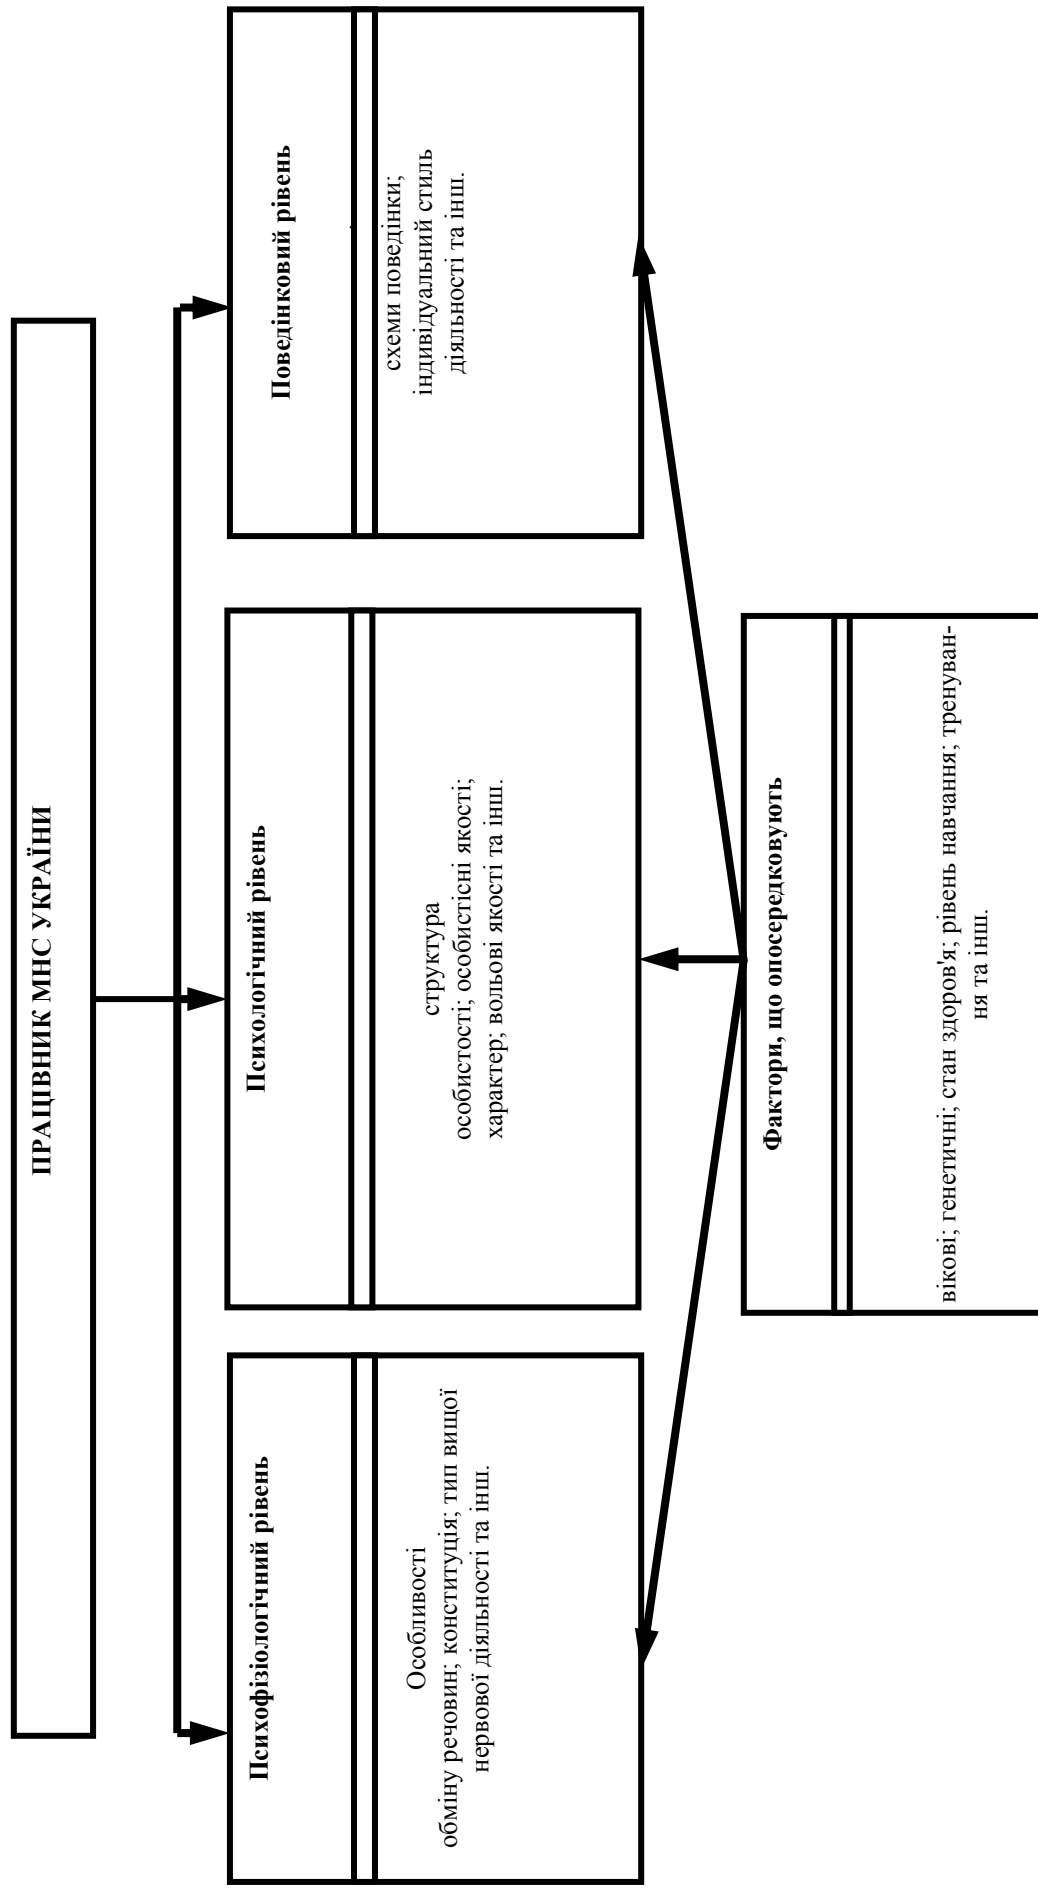 ПРАЦІВНИК МНС УКРАЇНИ
Психофізіологічний рівень
Особливості
обміну речовин; конституція; тип вищої
нервової діяльності та інш.
Психологічний рівень
структура
особистості; особистісні якості;
характер; вольові якості та інш.
Поведінковий рівень
схеми поведінки;
індивідуальний стиль
діяльності та інш.
Фактори, що опосередковують
вікові; генетичні; стан здоров'я; рівень навчання; тренуван-
ня та інш.